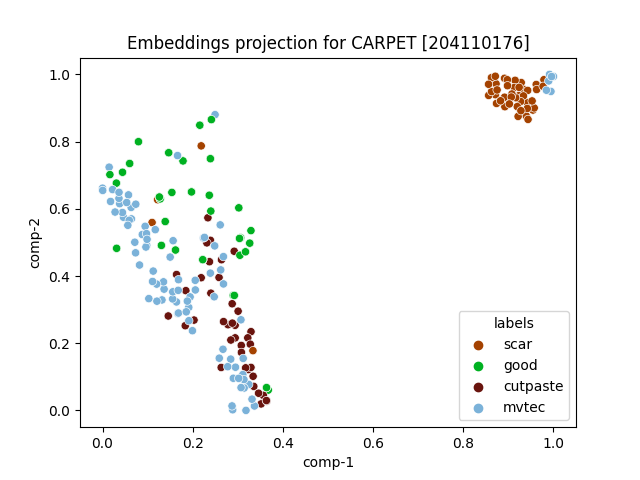 Embeddings projection for CARPET [204110176]
1.0
0.8
0.6
0.4
0.2
0.0
comp-2
labels
scar
good
cutpaste
mvtec
0.0 0.2 0.4 0.6 0.8 1.0
comp-1